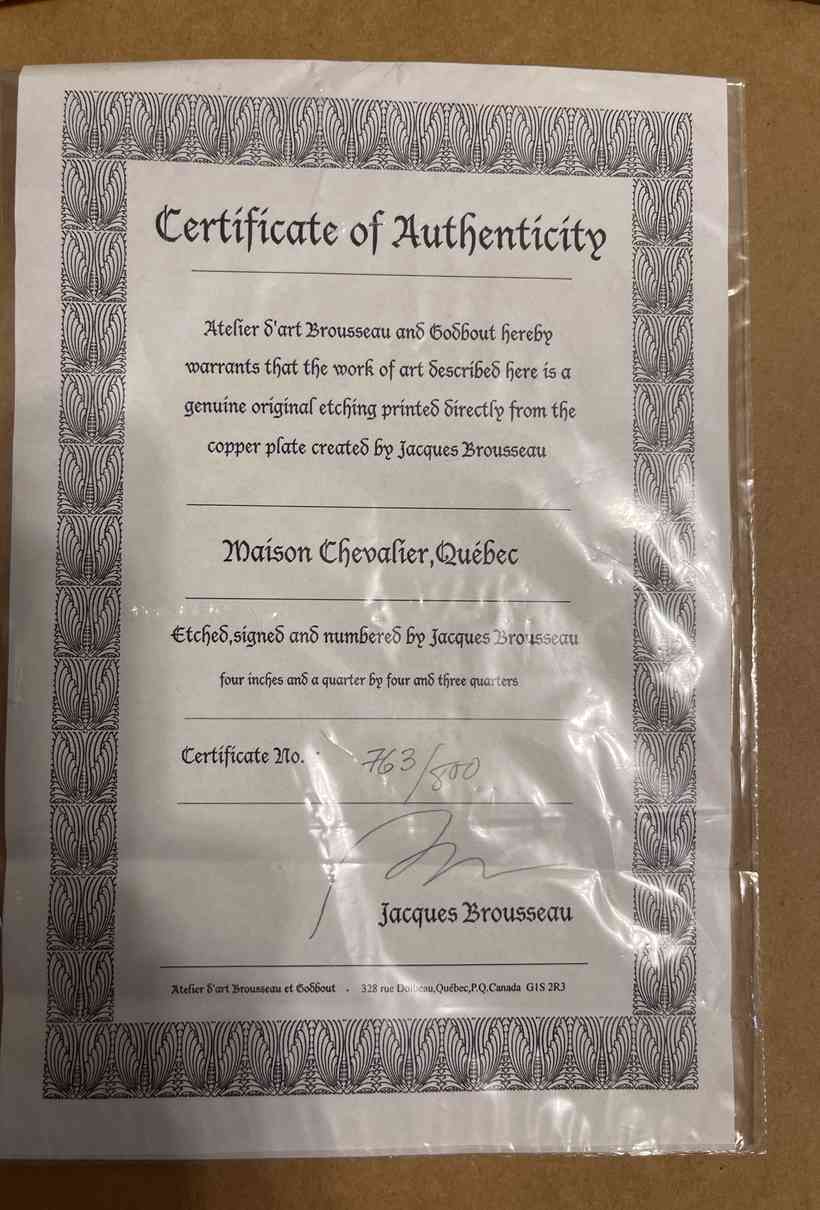 Certificate of Authenticity
Atelier d'art Brousseau and Godbout hereby
warrants that the work of art described here is a
genuine original etching printed directly from the
copper plate created by Jacques Brousseau
Maison Chevalier,Québec
Etched,signed and numbered by Jacques Brousseau
four inches and a quarter by four and three quarters
Certificate No. 763/800
Jacques Brousseau
Atelier d'art Brousseau et Godbout . 328 rue Dolbeau,Québec,P.Q.Canada G1S 2R3